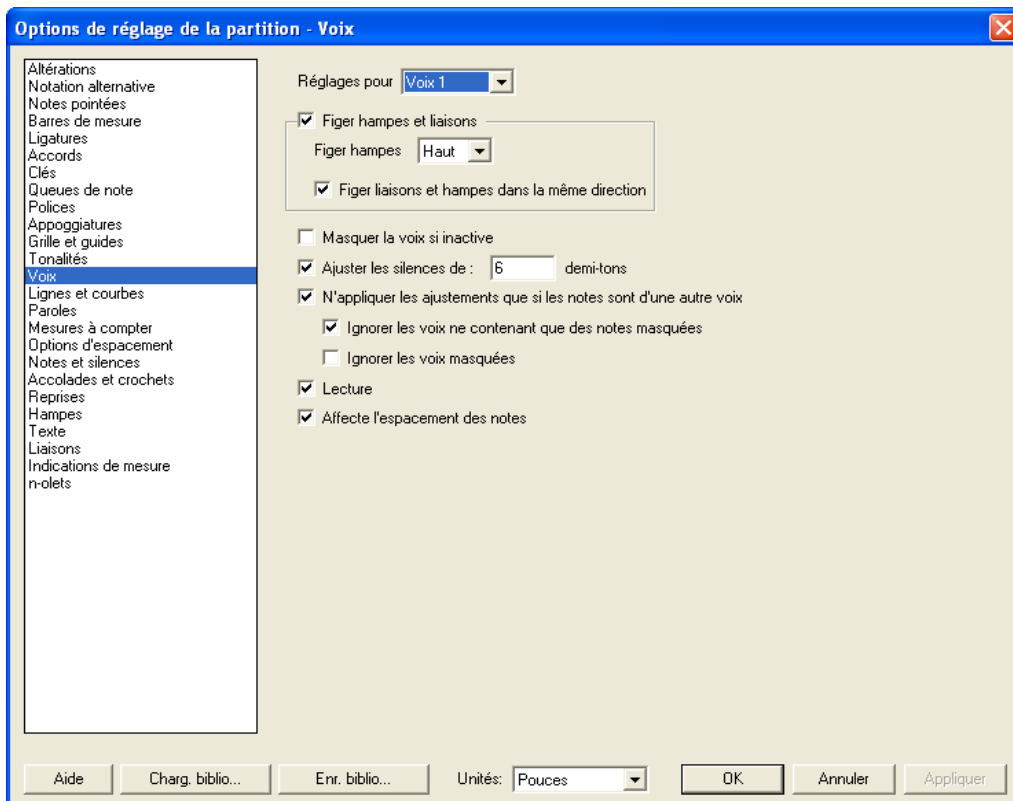 Options de réglage de la partition - Voix
Altérations
Notation alternative
Notes pointées
Barres de mesure
Ligatures
Accords
Clés
Queues de note
Polices
Appoggiatures
Grille et guides
Tonalités
Voix
Lignes et courbes
Paroles
Mesures à compter
Options d'espacement
Notes et silences
Accolades et crochets
Reprises
Hampes
Texte
Liaisons
Indications de mesure
n-olets
Réglages pour Voix 1
Figer hampes et liaisons
Figer hampes Haut
Figer liaisons et hampes dans la même direction
Masquer la voix si inactive
Ajuster les silences de : 6 demi-tons
N'appliquer les ajustements que si les notes sont d'une autre voix
Ignorer les voix ne contenant que des notes masquées
Ignorer les voix masquées
Lecture
Affecte l'espacement des notes
Aide Charg. biblio... Enr. biblio... Unités: Pouces OK Annuler Appliquer